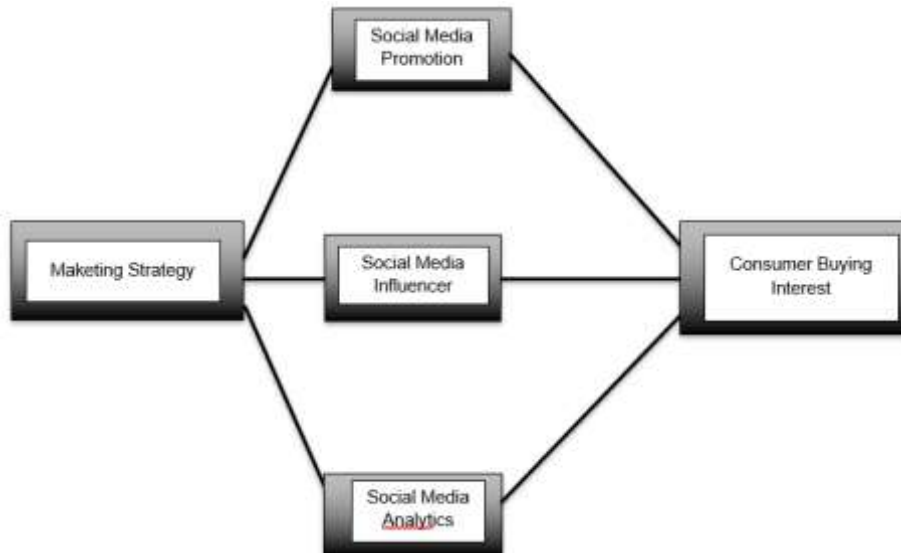 Social Media
Promotion
Maketing Strategy
Social Media
Influencer
Consumer Buying
Interest
Social Media
Analytics